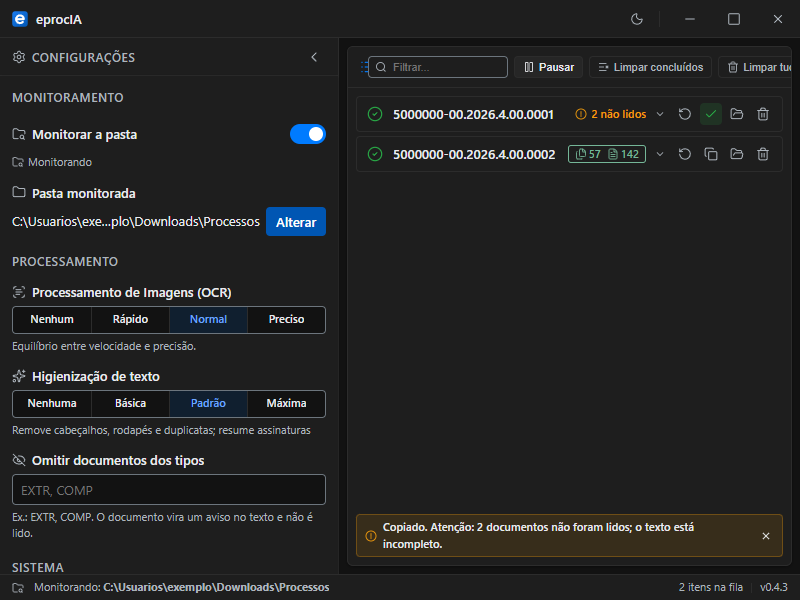 eprocIA
CONFIGURAÇÕES
MONITORAMENTO
Monitorar a pasta
Monitorando
Pasta monitorada
C:\Usuarios\exe...plo\Downloads\Processos
Alterar
PROCESSAMENTO
Processamento de Imagens (OCR)
Nenhum Rápido Normal Preciso
Equilíbrio entre velocidade e precisão.
Higienização de texto
Nenhuma Básica Padrão Máxima
Remove cabeçalhos, rodapés e duplicatas; resume assinaturas
Omitir documentos dos tipos
EXTR, COMP
Ex.: EXTR, COMP. O documento vira um aviso no texto e não é
lido.
SISTEMA
Filtrar... Pausar Limpar concluídos Limpar
5000000-00.2026.4.00.0001 2 não lidos
5000000-00.2026.4.00.0002 57 142
Copiado. Atenção: 2 documentos não foram lidos; o texto está
incompleto.
Monitorando: C:\Usuarios\exemplo\Downloads\Processos
2 itens na fila v0.4.3